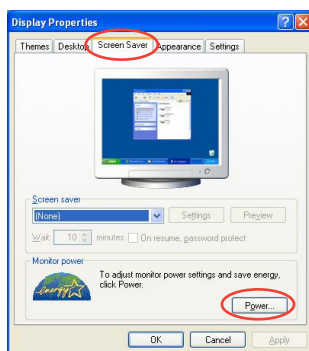 Display Properties
Themes Desktop Screen Saver Appearance Settings
Screen saver
(None) Settings Preview
Wait: 10 minutes On resume, password protect
Monitor power
To adjust monitor power settings and save energy,
click Power.
Power...
OK Cancel Apply